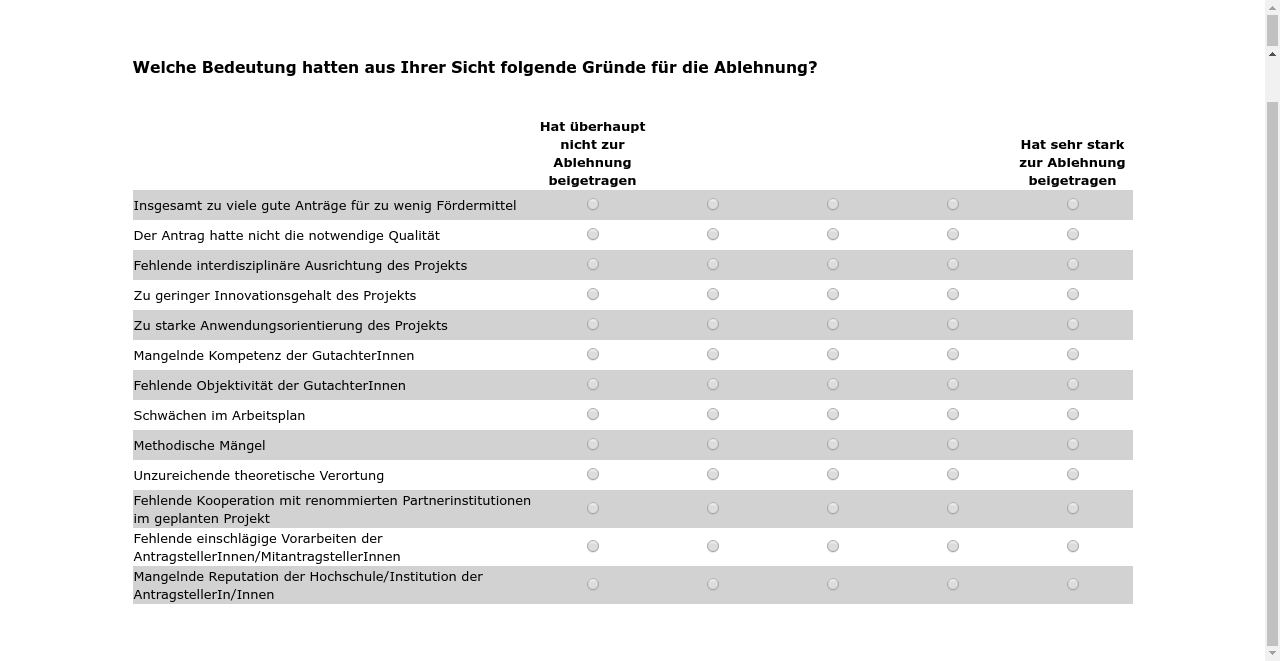 Welche Bedeutung hatten aus Ihrer Sicht folgende Gründe für die Ablehnung?
Hat überhaupt
nicht zur
Ablehnung
beigetragen
Hat sehr stark
zur Ablehnung
beigetragen
Insgesamt zu viele gute Anträge für zu wenig Fördermittel
Der Antrag hatte nicht die notwendige Qualität
Fehlende interdisziplinäre Ausrichtung des Projekts
Zu geringer Innovationsgehalt des Projekts
Zu starke Anwendungsorientierung des Projekts
Mangelnde Kompetenz der GutachterInnen
Fehlende Objektivität der GutachterInnen
Schwächen im Arbeitsplan
Methodische Mängel
Unzureichende theoretische Verortung
Fehlende Kooperation mit renommierten Partnerinstitutionen
im geplanten Projekt
Fehlende einschlägige Vorarbeiten der
AntragstellerInnen/MitantragstellerInnen
Mangelnde Reputation der Hochschule/Institution der
AntragstellerIn/Innen